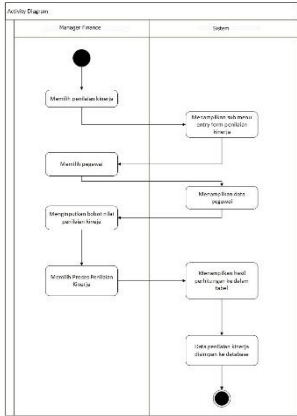 Activity Diagram
Manager Finance
Sistem
Memilih penilaian kinerja
Menampilkan sub menu
entry form penilaian
kinerja
Memilih pegawai
Menampilkan data
pegawai
Menginputkan bobot nilai
penilaian kinerja
Memilih Proses Penilaian
Kinerja
Menampilkan hasil
perhitungan ke dalam
tabel
Data penilaian kinerja
disimpan ke database